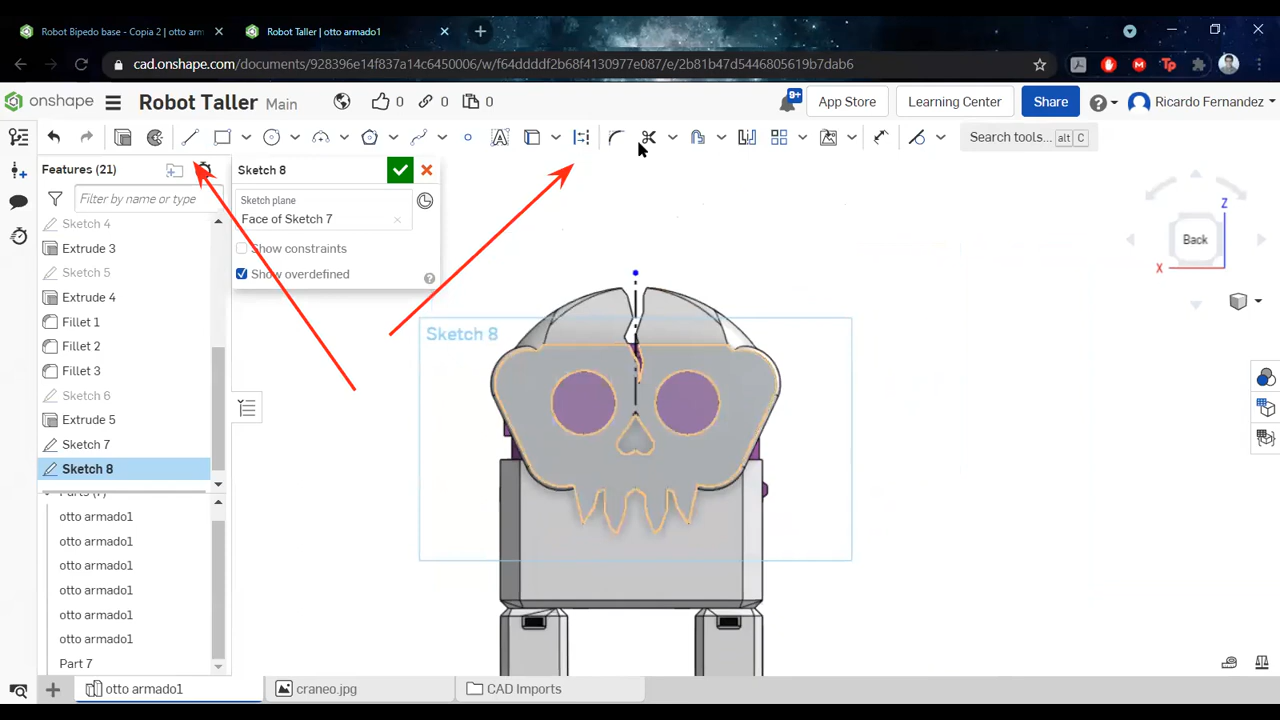 Robot Bipedo base - Copia 2 | otto arm
Robot Taller | otto armado1
cad.onshape.com/documents/928396e14f837a14c6450006/w/f64ddddf2b68f4130977e087/e/2b81b47d5446805619b7dab6
onshape
Robot Taller Main
0 0 0
9+
App Store
Learning Center
Share
Ricardo Fernandez
Search tools... alt C
Features (21)
Filter by name or type
Sketch 4
Extrude 3
Sketch 5
Extrude 4
Fillet 1
Fillet 2
Fillet 3
Sketch 6
Extrude 5
Sketch 7
Sketch 8
Parts (7)
otto armado1
otto armado1
otto armado1
otto armado1
otto armado1
otto armado1
Part 7
Sketch 8
Sketch plane
Face of Sketch 7
Show constraints
Show overdefined
Sketch 8
Z
Back
X
otto armado1
craneo.jpg
CAD Imports